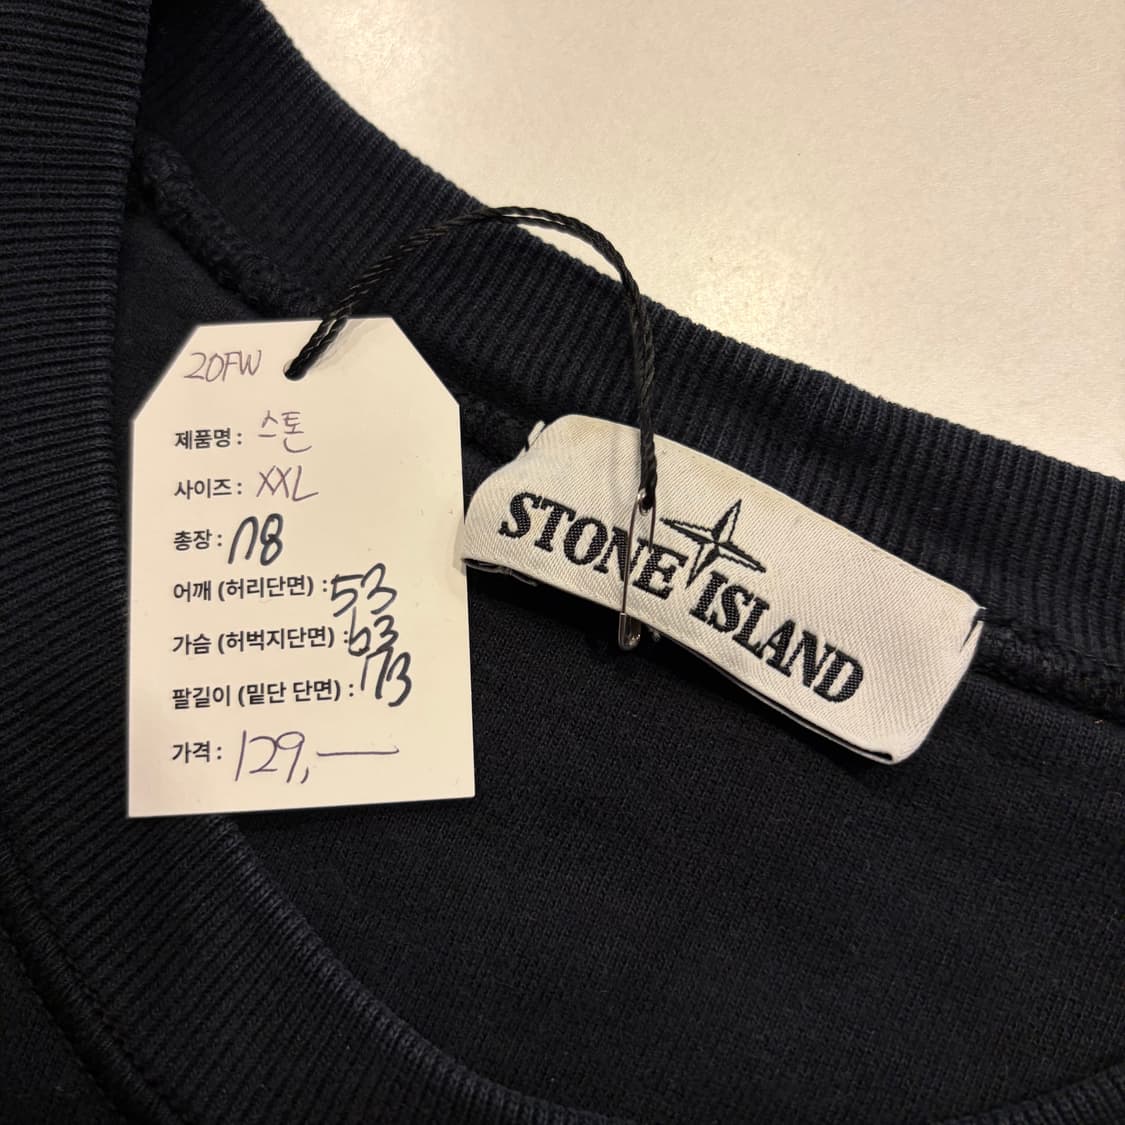 20FW
제품명 : 스톤
사이즈 : XXL
총장 : 78
어깨 (허리단면) : 53
가슴 (허벅지단면) : 63
팔길이 (밑단 단면) : 73
가격 : 129,—
STONE ISLAND